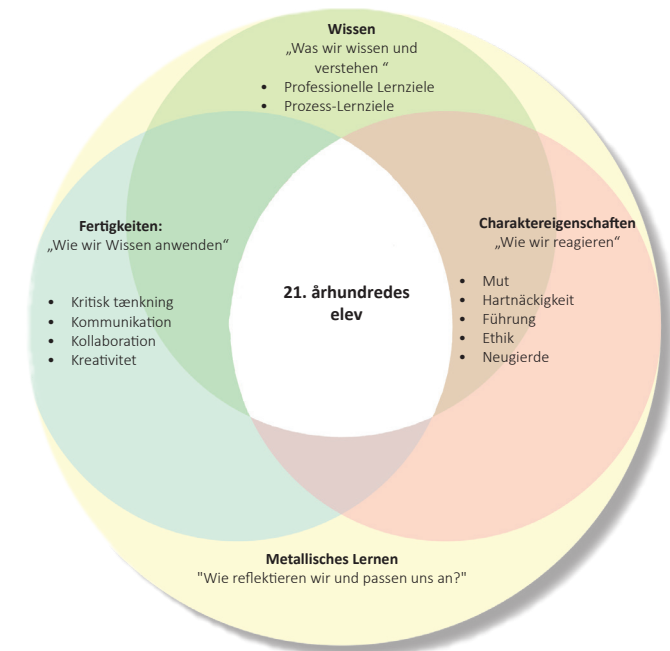 Wissen
„Was wir wissen und
verstehen “
• Professionelle Lernziele
• Prozess-Lernziele
Fertigkeiten:
„Wie wir Wissen anwenden“
• Kritisk tænkning
• Kommunikation
• Kollaboration
• Kreativitet
21. århundredes
elev
Charaktereigenschaften
„Wie wir reagieren“
• Mut
• Hartnäckigkeit
• Führung
• Ethik
• Neugierde
Metallisches Lernen
"Wie reflektieren wir und passen uns an?"